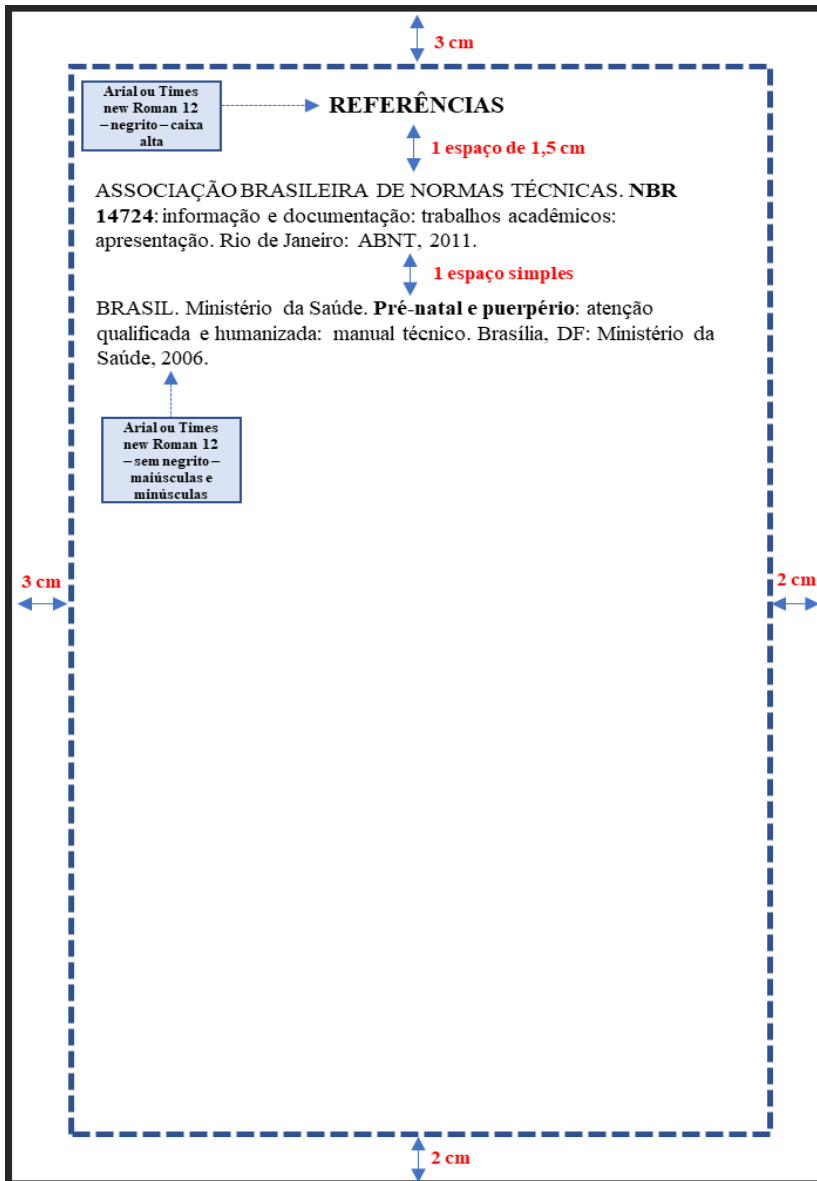 3 cm
Arial ou Times
new Roman 12
– negrito – caixa
alta
REFERÊNCIAS
1 espaço de 1,5 cm
ASSOCIAÇÃO BRASILEIRA DE NORMAS TÉCNICAS. NBR
14724: informação e documentação: trabalhos acadêmicos:
apresentação. Rio de Janeiro: ABNT, 2011.
1 espaço simples
BRASIL. Ministério da Saúde. Pré-natal e puerpério: atenção
qualificada e humanizada: manual técnico. Brasília, DF: Ministério da
Saúde, 2006.
Arial ou Times
new Roman 12
– sem negrito –
maiúsculas e
minúsculas
3 cm
2 cm
2 cm